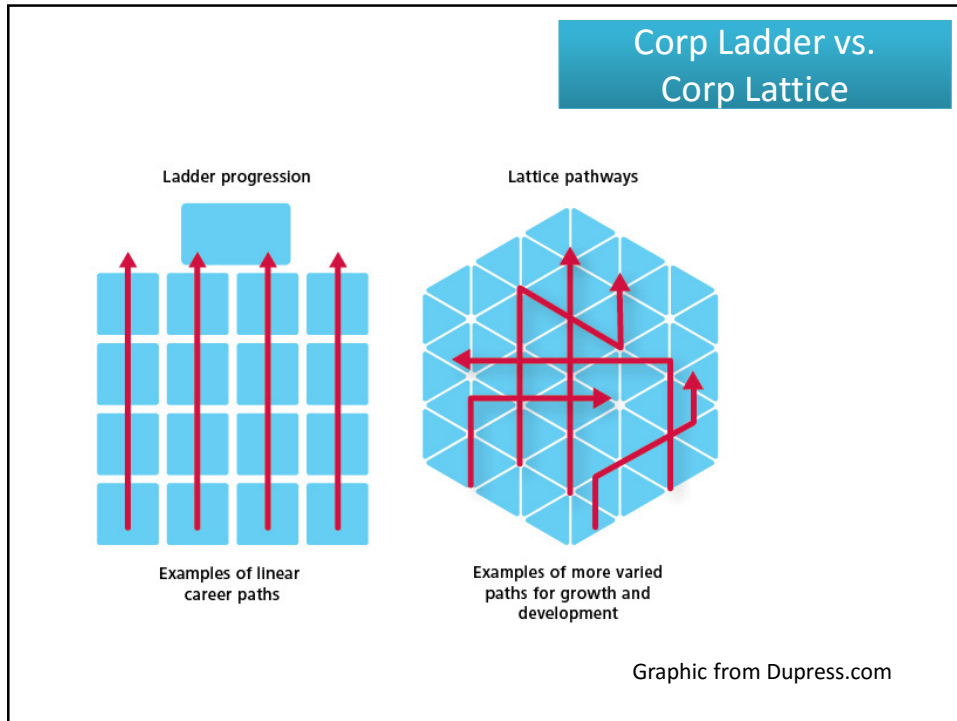 Corp Ladder vs.
Corp Lattice
Ladder progression
Lattice pathways
Examples of linear
career paths
Examples of more varied
paths for growth and
development
Graphic from Dupress.com